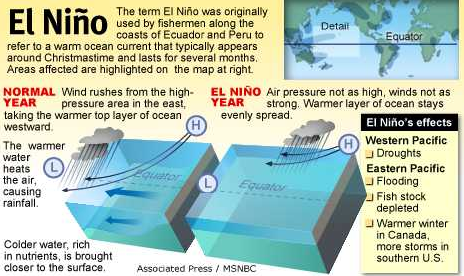 El Niño
The term El Niño was originally
used by fishermen along the
coasts of Ecuador and Peru to
refer to a warm ocean current that typically appears
around Christmastime and lasts for several months.
Areas affected are highlighted on the map at right.
Detail
Equator
NORMAL YEAR Wind rushes from the high-
pressure area in the east,
taking the warmer top layer of ocean
westward.
The warmer
water
heats
the air,
causing
rainfall.
H
L
Equator
Colder water, rich
in nutrients, is brought
closer to the surface.
EL NIÑO YEAR Air pressure not as high, winds not as
strong. Warmer layer of ocean stays
evenly spread.
H
L
Equator
El Niño's effects
Western Pacific
Droughts
Eastern Pacific
Flooding
Fish stock
depleted
Warmer winter
in Canada,
more storms in
southern U.S.
Associated Press / MSNBC